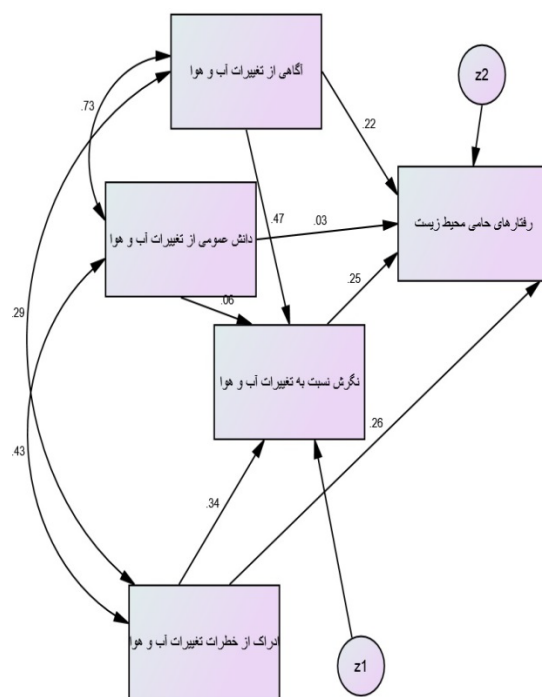 آگاهی از تغییرات آب و هوا
z2
.73
.22
رفتارهای حامی محیط زیست
.47
.03
دانش عمومی از تغییرات آب و هوا
.06
.25
.29
نگرش نسبت به تغییرات آب و هوا
.26
.43
.34
ادراک از خطرات تغییرات آب و هوا
z1